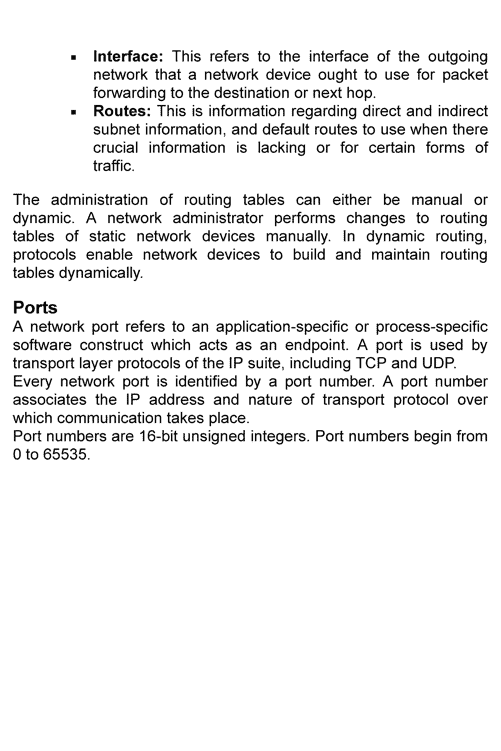 ▪ Interface: This refers to the interface of the outgoing
network that a network device ought to use for packet
forwarding to the destination or next hop.
▪ Routes: This is information regarding direct and indirect
subnet information, and default routes to use when there
crucial information is lacking or for certain forms of
traffic.
The administration of routing tables can either be manual or
dynamic. A network administrator performs changes to routing
tables of static network devices manually. In dynamic routing,
protocols enable network devices to build and maintain routing
tables dynamically.
Ports
A network port refers to an application-specific or process-specific
software construct which acts as an endpoint. A port is used by
transport layer protocols of the IP suite, including TCP and UDP.
Every network port is identified by a port number. A port number
associates the IP address and nature of transport protocol over
which communication takes place.
Port numbers are 16-bit unsigned integers. Port numbers begin from
0 to 65535.